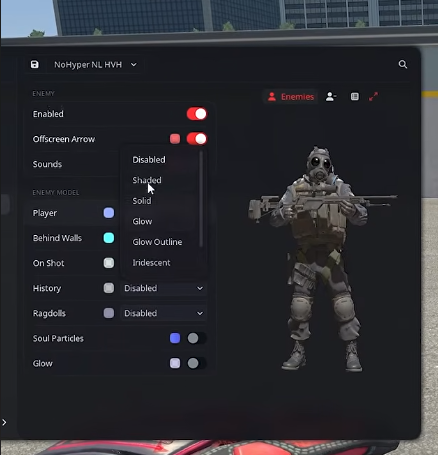 NoHyper NL HVH
ENEMY
Enemies
Enabled
Offscreen Arrow
Sounds
Disabled
Shaded
Solid
Glow
Glow Outline
Iridescent
ENEMY MODEL
Player
Behind Walls
On Shot
History Disabled
Ragdolls Disabled
Soul Particles
Glow